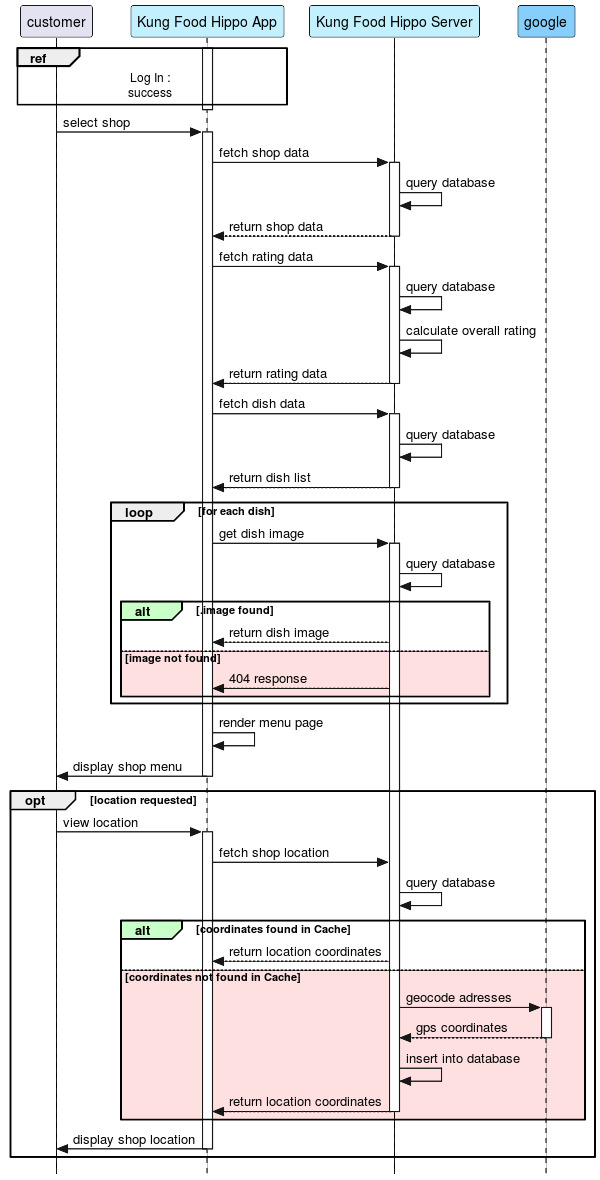 customer
Kung Food Hippo App
Kung Food Hippo Server
google
ref
Log In :
success
select shop
fetch shop data
query database
return shop data
fetch rating data
query database
calculate overall rating
return rating data
fetch dish data
query database
return dish list
loop
[for each dish]
get dish image
query database
alt
[.image found]
return dish image
[image not found]
404 response
render menu page
display shop menu
opt
[location requested]
view location
fetch shop location
query database
alt
[coordinates found in Cache]
return location coordinates
[coordinates not found in Cache]
geocode adresses
gps coordinates
insert into database
return location coordinates
display shop location